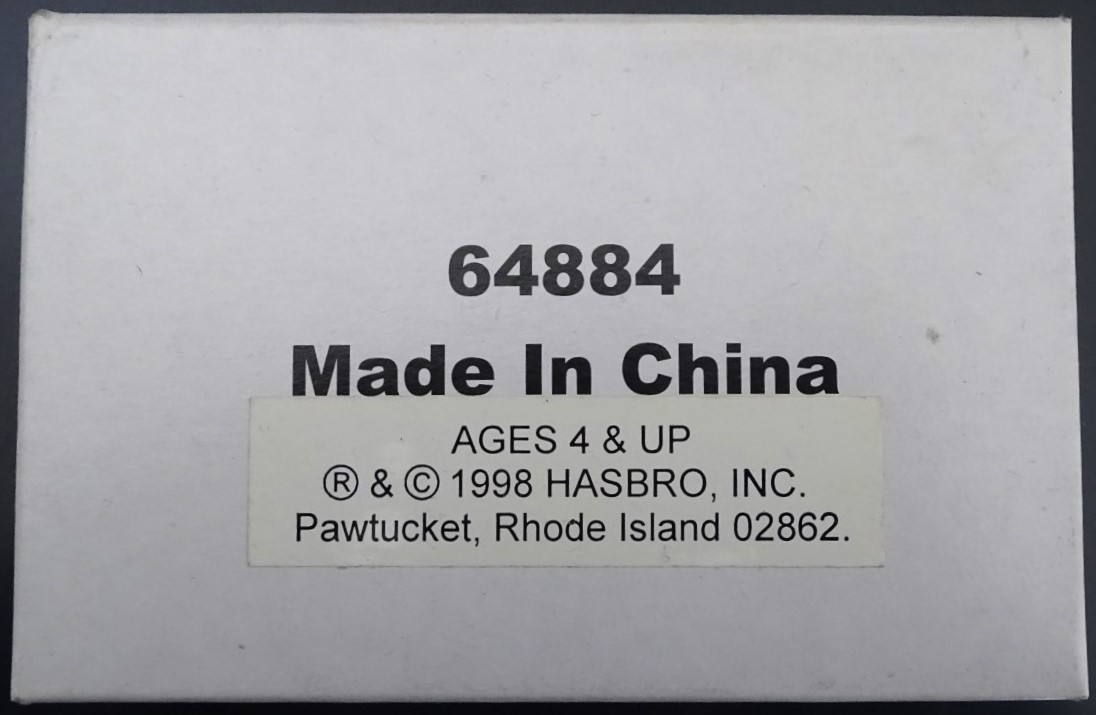 64884
Made In China
AGES 4 & UP
® & © 1998 HASBRO, INC.
Pawtucket, Rhode Island 02862.